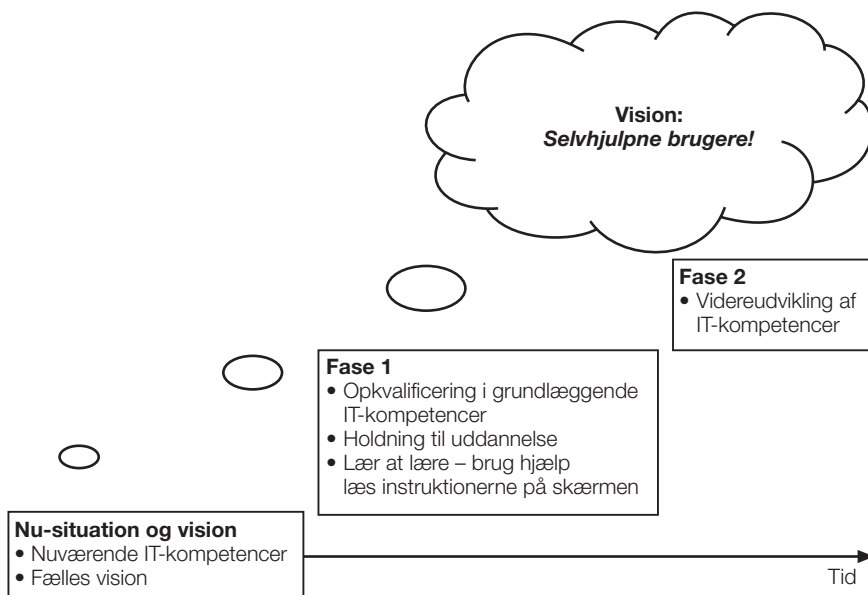 Vision:
Selvhjulpne brugere!
Fase 2
• Videreudvikling af
IT-kompetencer
Fase 1
• Opkvalificering i grundlæggende
IT-kompetencer
• Holdning til uddannelse
• Lær at lære – brug hjælp
læs instruktionerne på skærmen
Nu-situation og vision
• Nuværende IT-kompetencer
• Fælles vision
Tid